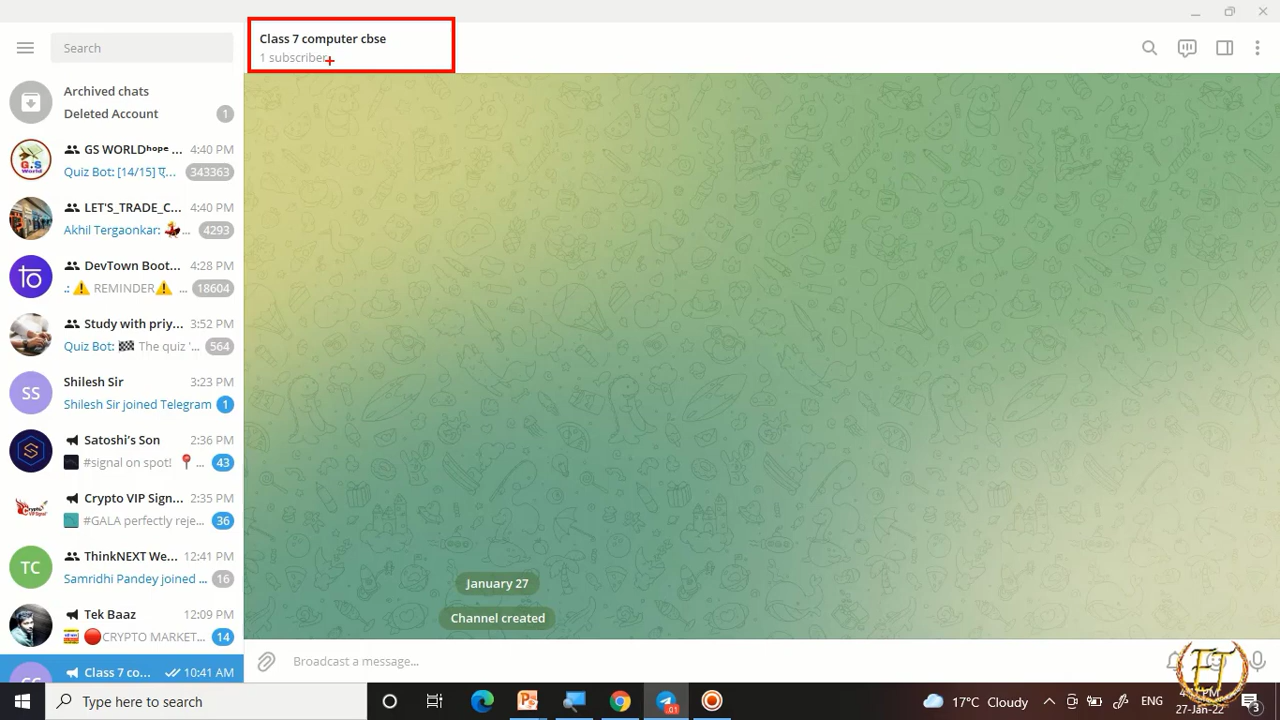 Class 7 computer cbse
1 subscriber
Search
Archived chats
Deleted Account 1
GS WORLDʰᵒᵖᵉ ... 4:40 PM
Quiz Bot: [14/15] ... 343363
LET'S_TRADE_C... 4:40 PM
Akhil Tergaonkar: ... 4293
DevTown Boot... 4:28 PM
.: ⚠️ REMINDER⚠️ ... 18604
Study with priy... 3:52 PM
Quiz Bot: 🏁 The quiz '... 564
SS
Shilesh Sir 3:23 PM
Shilesh Sir joined Telegram 1
Satoshi's Son 2:36 PM
#signal on spot! 📍 ... 43
Crypto VIP Sign... 2:35 PM
#GALA perfectly reje... 36
TC
ThinkNEXT We... 12:41 PM
Samridhi Pandey joined ... 16
Tek Baaz 12:09 PM
🎰 🔴CRYPTO MARKET... 14
Class 7 co... 10:41 AM
January 27
Channel created
Broadcast a message...
FT
Type here to search
.01
17°C Cloudy
ENG
PM
27-Jan-22
3